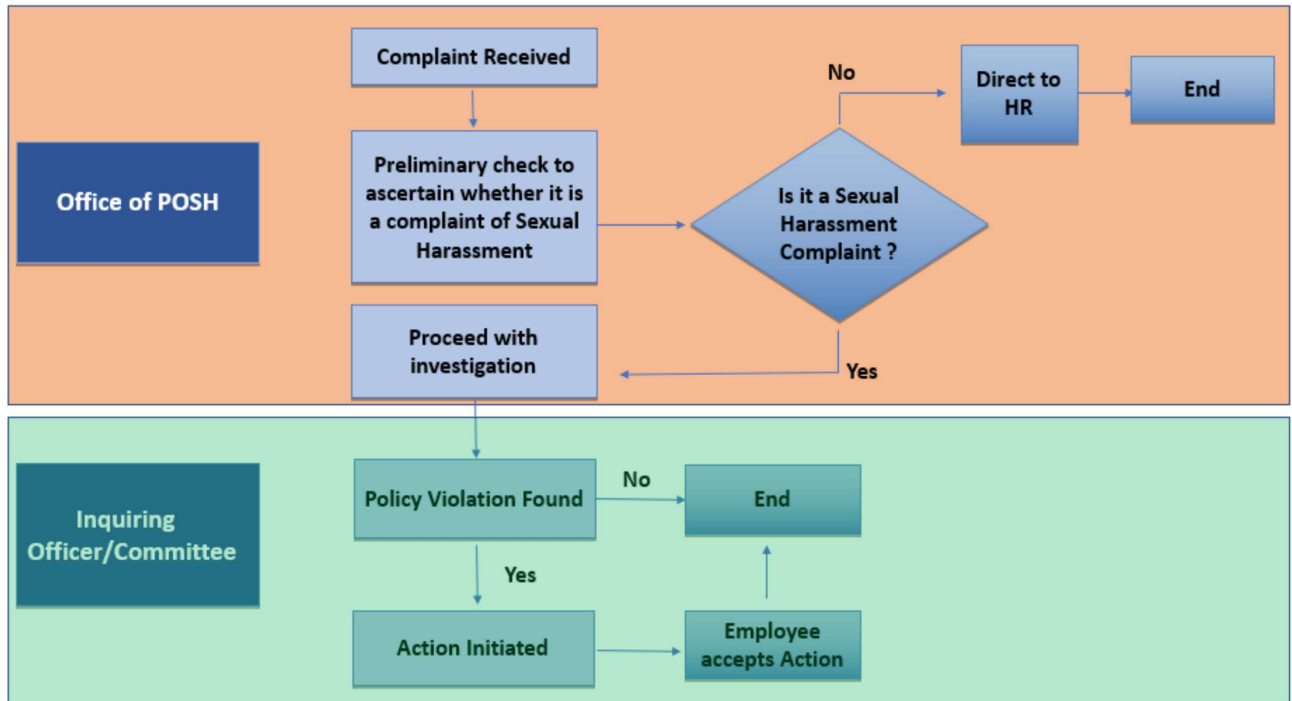 Complaint Received
No
Direct to
HR
End
Office of POSH
Preliminary check to
ascertain whether it is
a complaint of Sexual
Harassment
Is it a Sexual
Harassment
Complaint ?
Proceed with
investigation
Yes
Inquiring
Officer/Committee
Policy Violation Found
No
End
Yes
Action Initiated
Employee
accepts Action